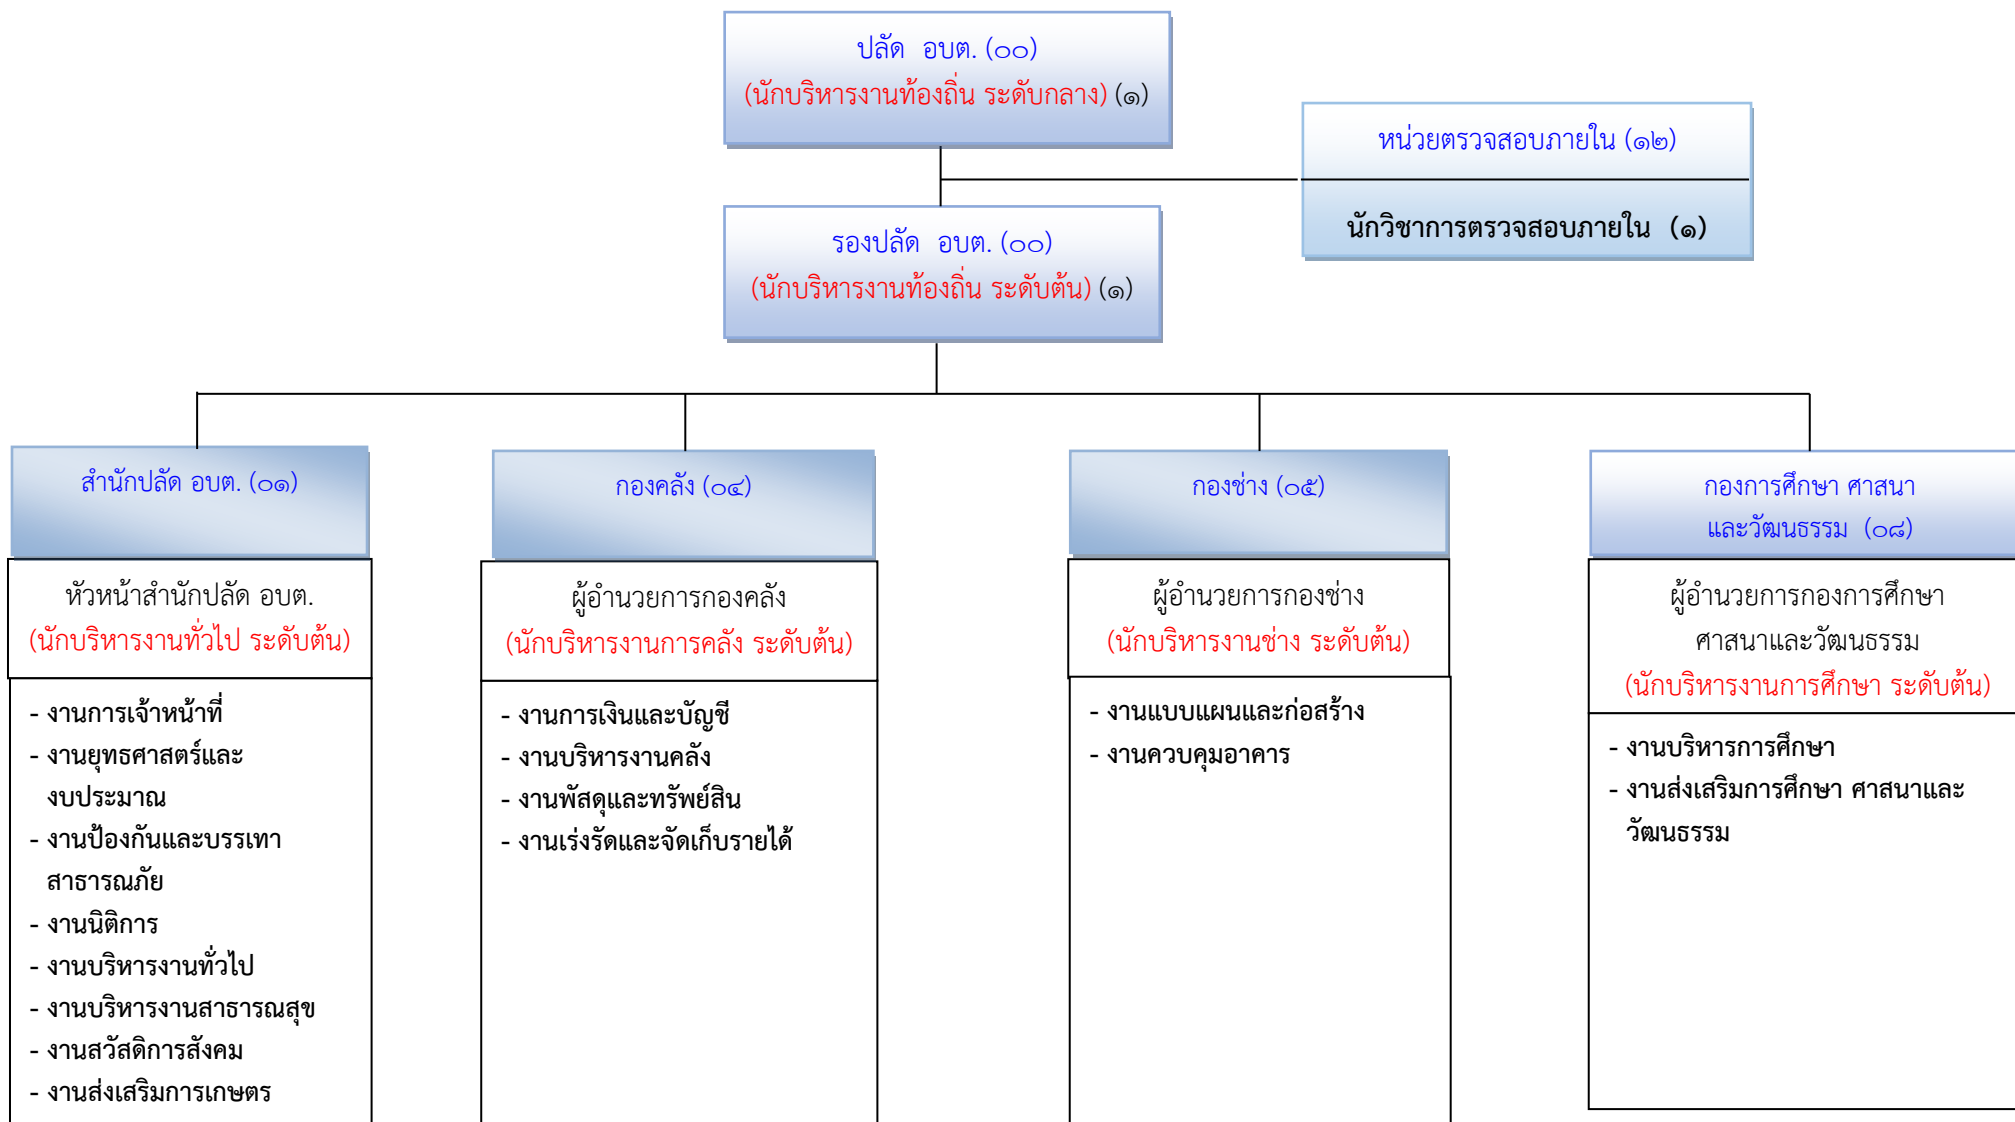 ปลัด อบต. (๐๐)
(นักบริหารงานท้องถิ่น ระดับกลาง) (๑)
หน่วยตรวจสอบภายใน (๑๒)
นักวิชาการตรวจสอบภายใน (๑)
รองปลัด อบต. (๐๐)
(นักบริหารงานท้องถิ่น ระดับต้น) (๑)
สำนักปลัด อบต. (๐๑)
หัวหน้าสำนักปลัด อบต.
(นักบริหารงานทั่วไป ระดับต้น)
- งานการเจ้าหน้าที่
- งานยุทธศาสตร์และ
งบประมาณ
- งานป้องกันและบรรเทา
สาธารณภัย
- งานนิติการ
- งานบริหารงานทั่วไป
- งานบริหารงานสาธารณสุข
- งานสวัสดิการสังคม
- งานส่งเสริมการเกษตร
กองคลัง (๐๔)
ผู้อำนวยการกองคลัง
(นักบริหารงานการคลัง ระดับต้น)
- งานการเงินและบัญชี
- งานบริหารงานคลัง
- งานพัสดุและทรัพย์สิน
- งานเร่งรัดและจัดเก็บรายได้
กองช่าง (๐๕)
ผู้อำนวยการกองช่าง
(นักบริหารงานช่าง ระดับต้น)
- งานแบบแผนและก่อสร้าง
- งานควบคุมอาคาร
กองการศึกษา ศาสนา
และวัฒนธรรม (๐๘)
ผู้อำนวยการกองการศึกษา
ศาสนาและวัฒนธรรม
(นักบริหารงานการศึกษา ระดับต้น)
- งานบริหารการศึกษา
- งานส่งเสริมการศึกษา ศาสนาและ
วัฒนธรรม